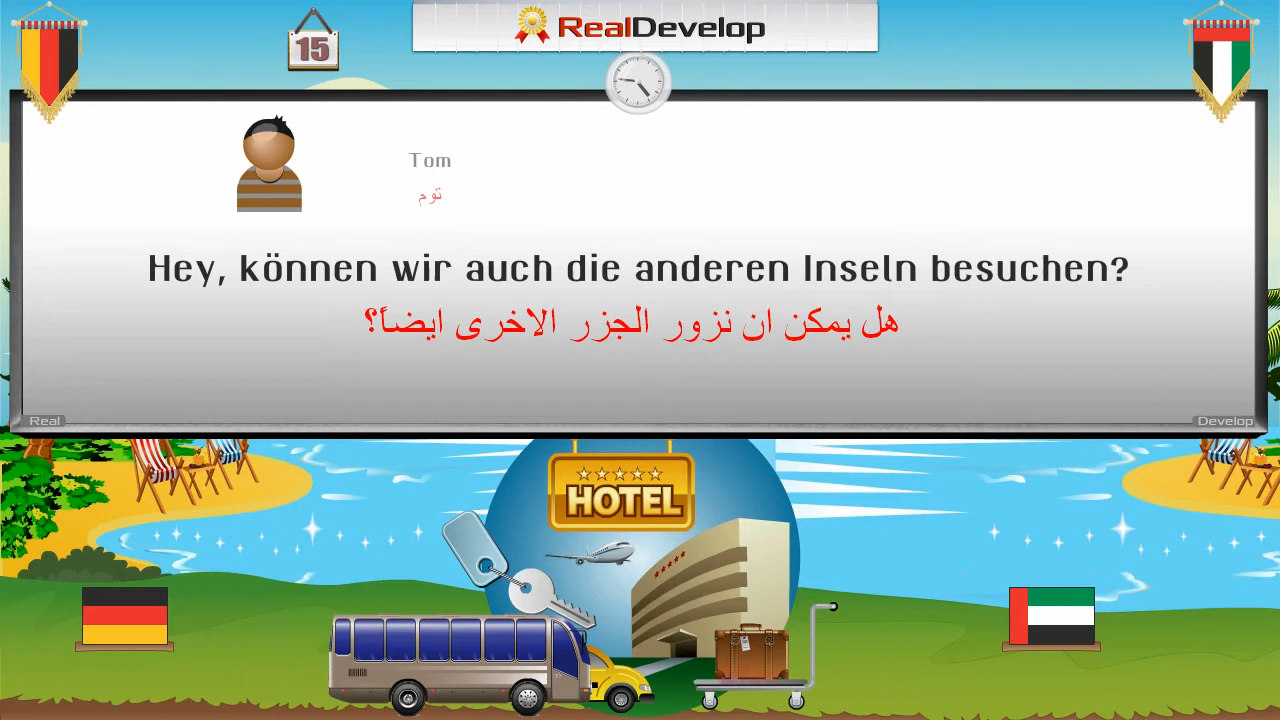 RealDevelop
15
Tom
توم
Hey, können wir auch die anderen Inseln besuchen?
هل يمكن ان نزور الجزر الاخرى ايضاً؟
Real
Develop
HOTEL